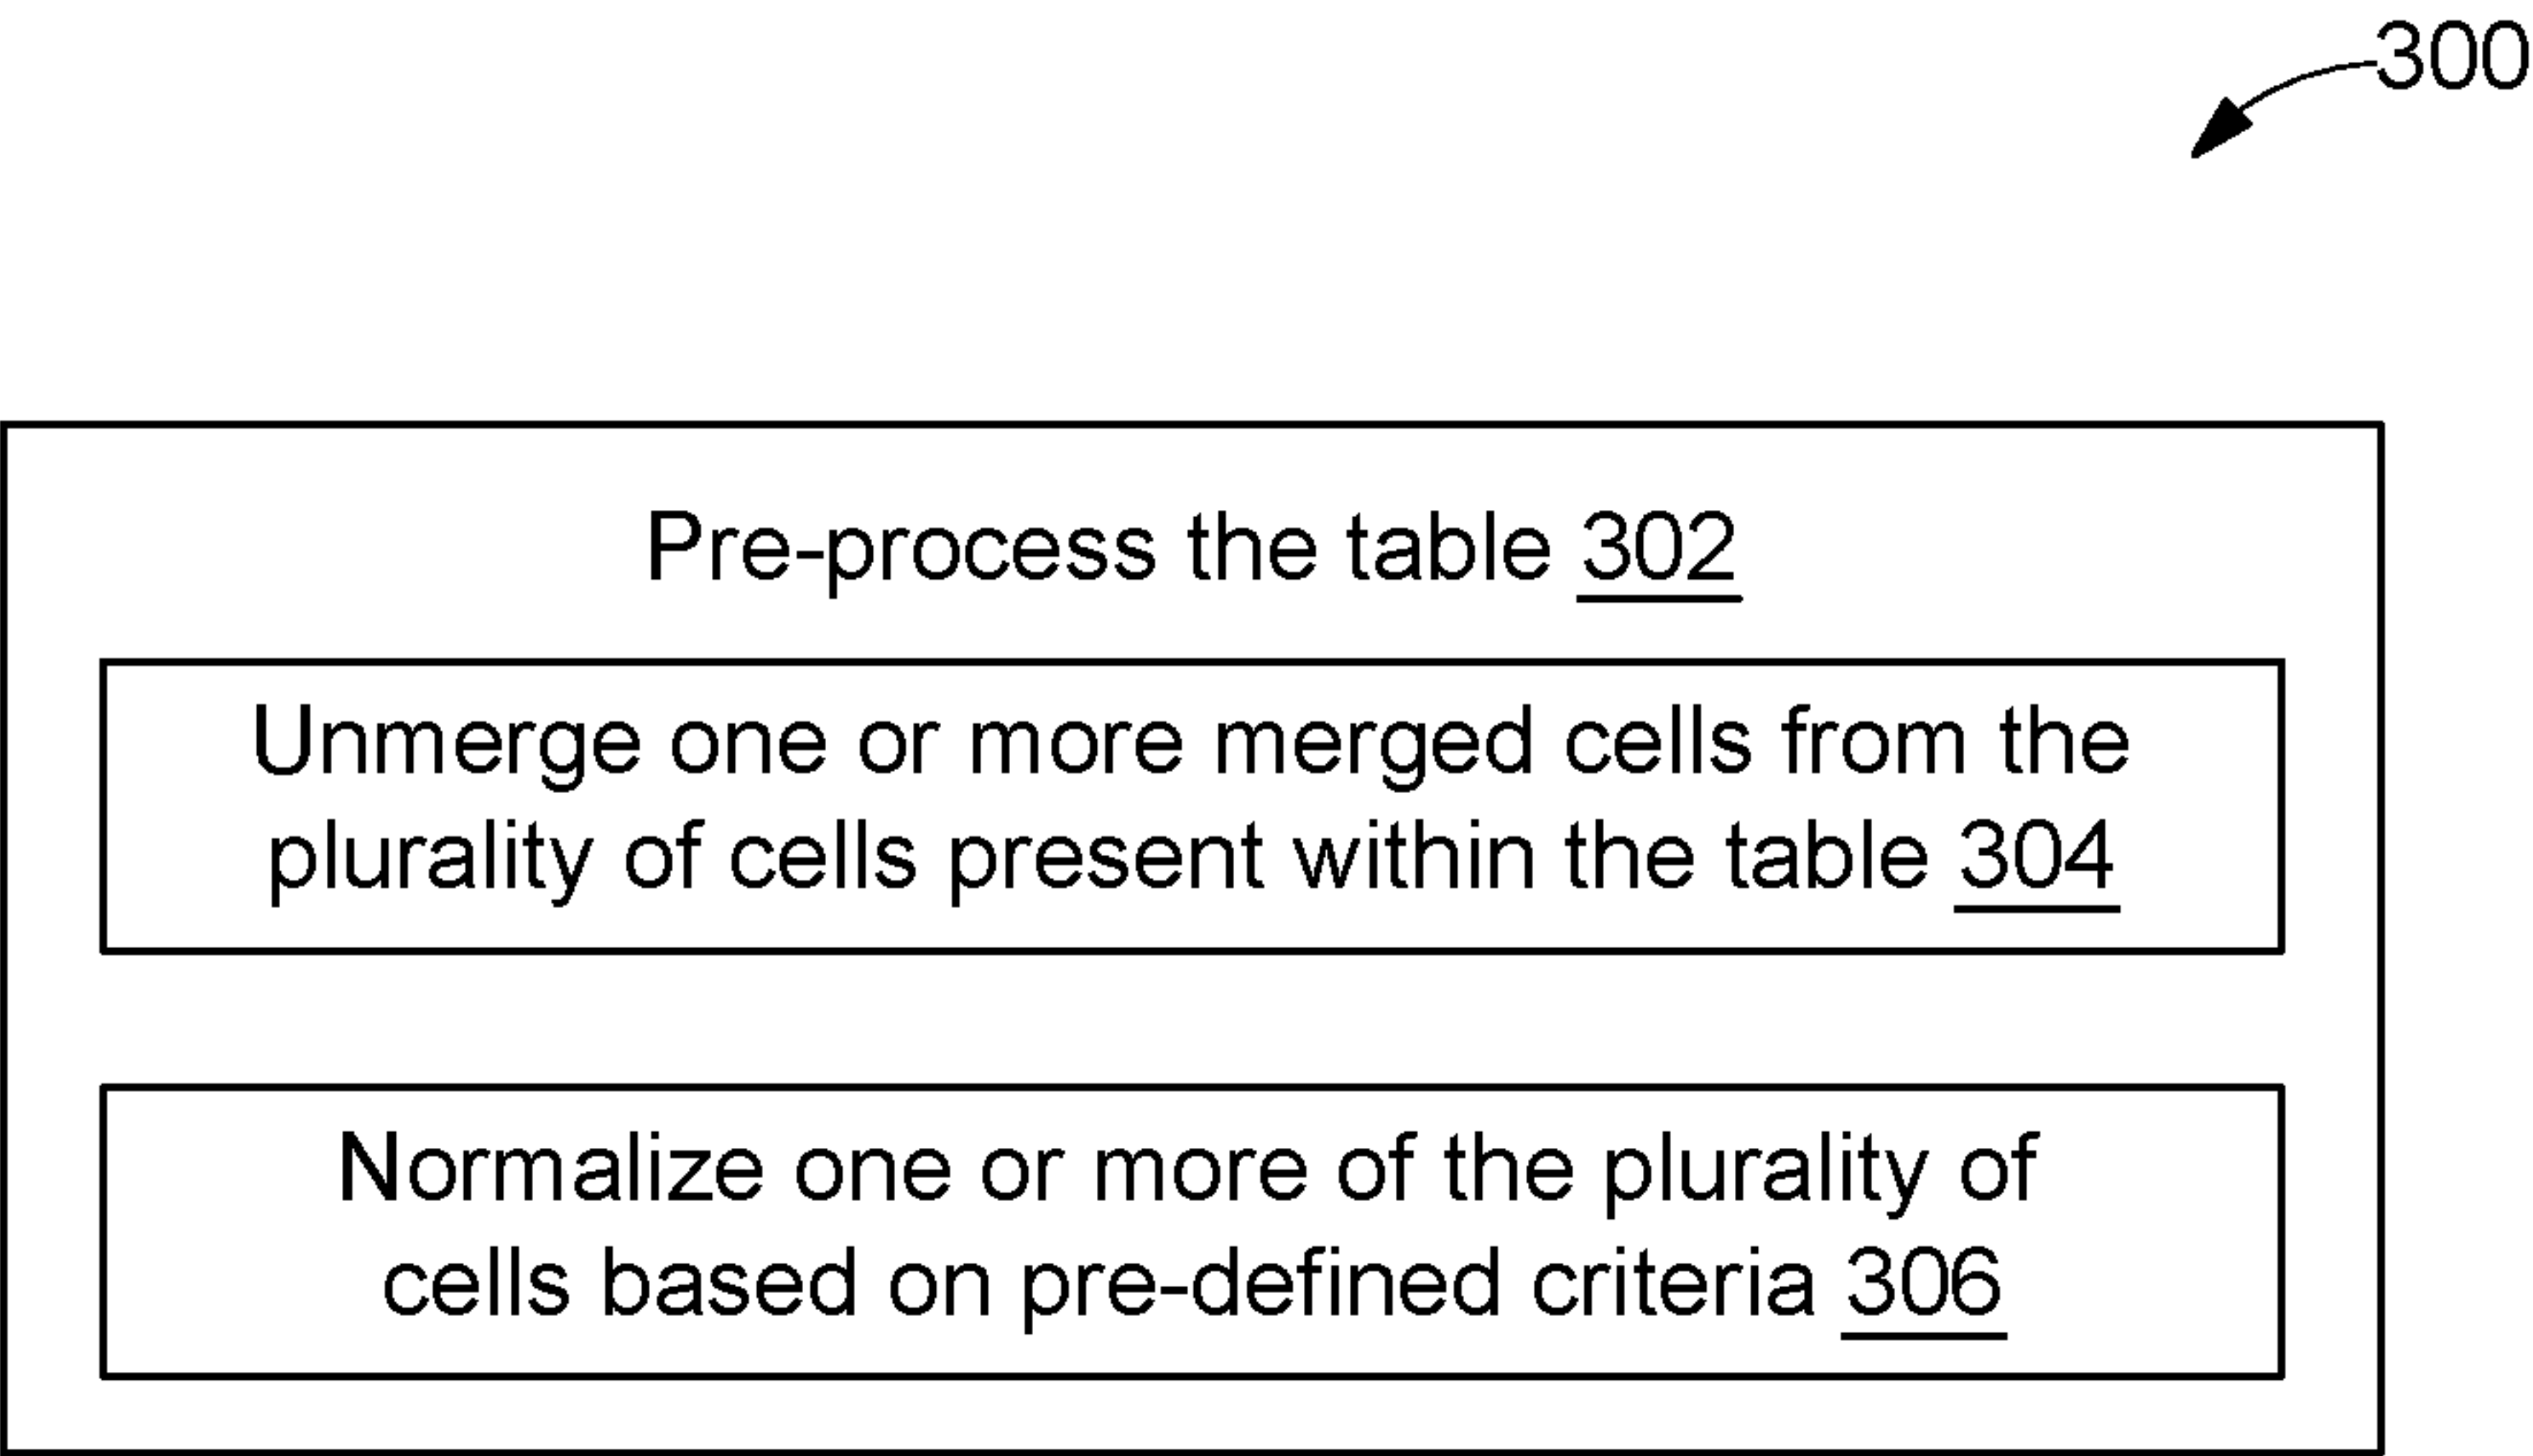 300
Pre-process the table 302
Unmerge one or more merged cells from the
plurality of cells present within the table 304
Normalize one or more of the plurality of
cells based on pre-defined criteria 306